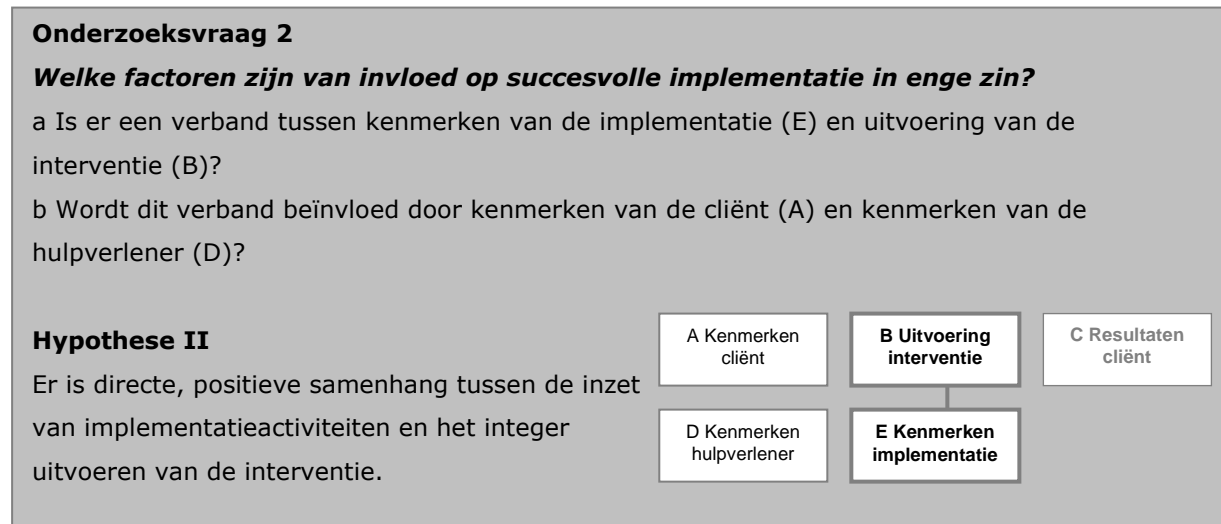 Onderzoeksvraag 2
Welke factoren zijn van invloed op succesvolle implementatie in enge zin?
a Is er een verband tussen kenmerken van de implementatie (E) en uitvoering van de
interventie (B)?
b Wordt dit verband beïnvloed door kenmerken van de cliënt (A) en kenmerken van de
hulpverlener (D)?
Hypothese II
Er is directe, positieve samenhang tussen de inzet
van implementatieactiviteiten en het integer
uitvoeren van de interventie.
A Kenmerken
cliënt
B Uitvoering
interventie
C Resultaten
cliënt
D Kenmerken
hulpverlener
E Kenmerken
implementatie